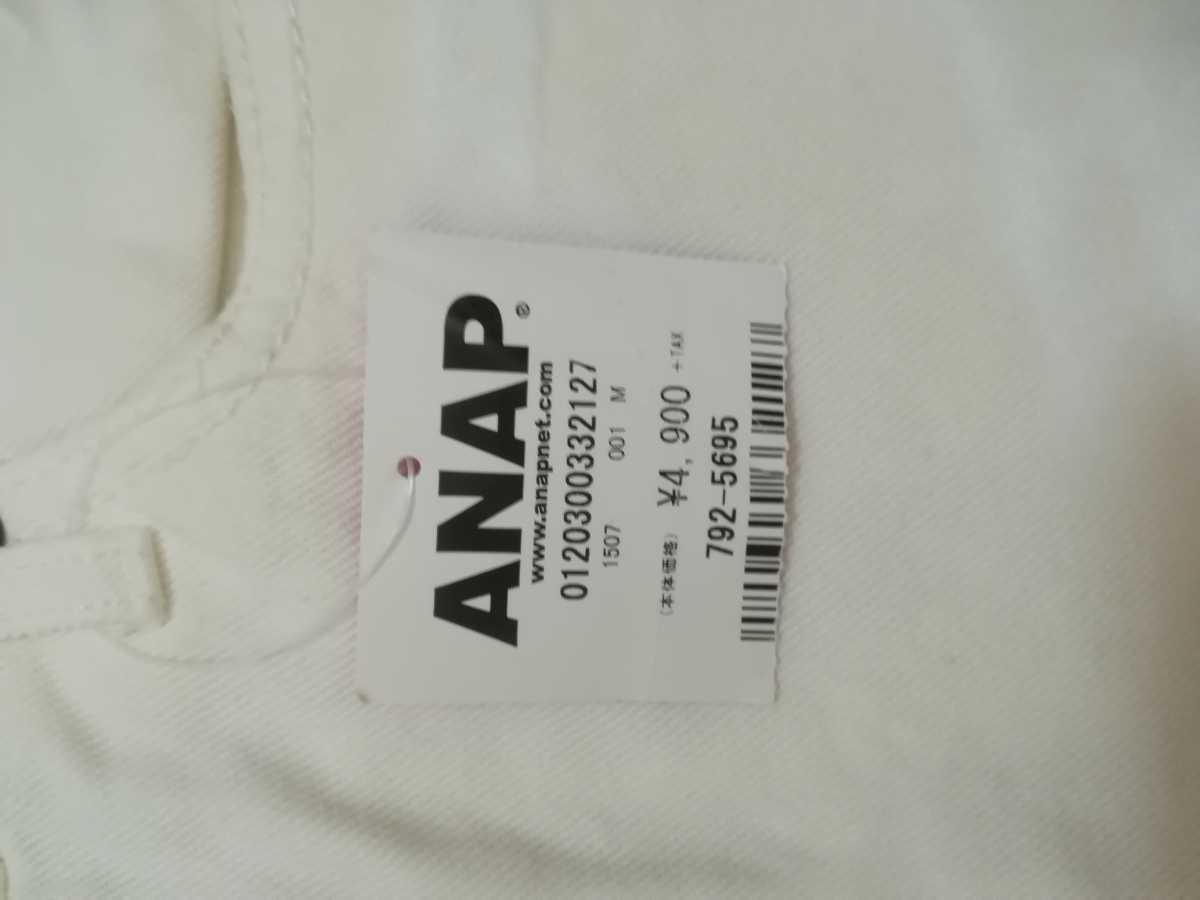 ANAP®
www.anapnet.com
0120300332127
1507 001 M
(本体価格) ¥4,900 +TAX
792-5695